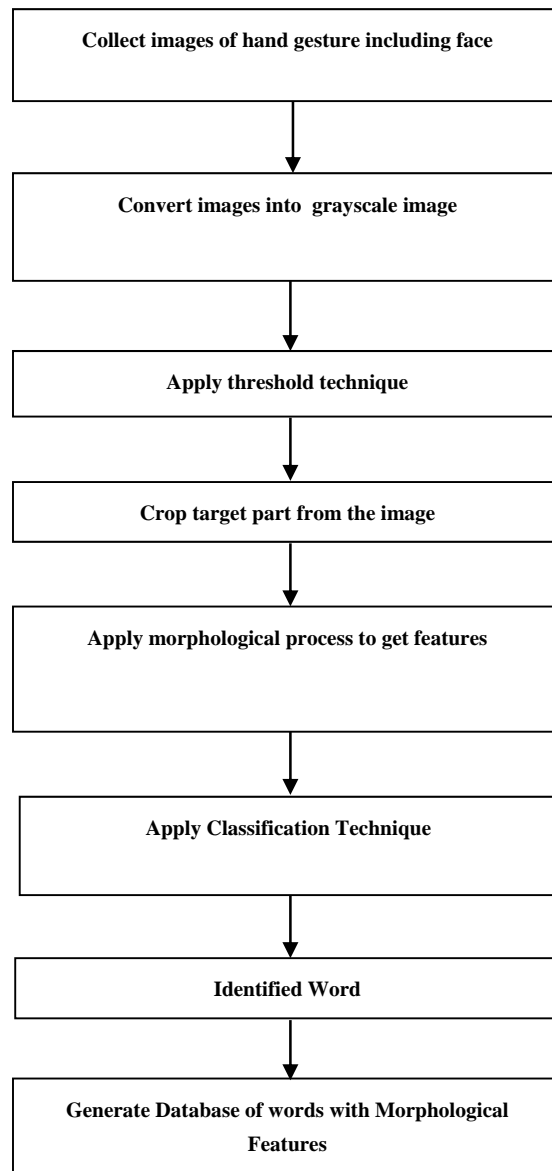 Collect images of hand gesture including face
Convert images into grayscale image
Apply threshold technique
Crop target part from the image
Apply morphological process to get features
Apply Classification Technique
Identified Word
Generate Database of words with Morphological
Features